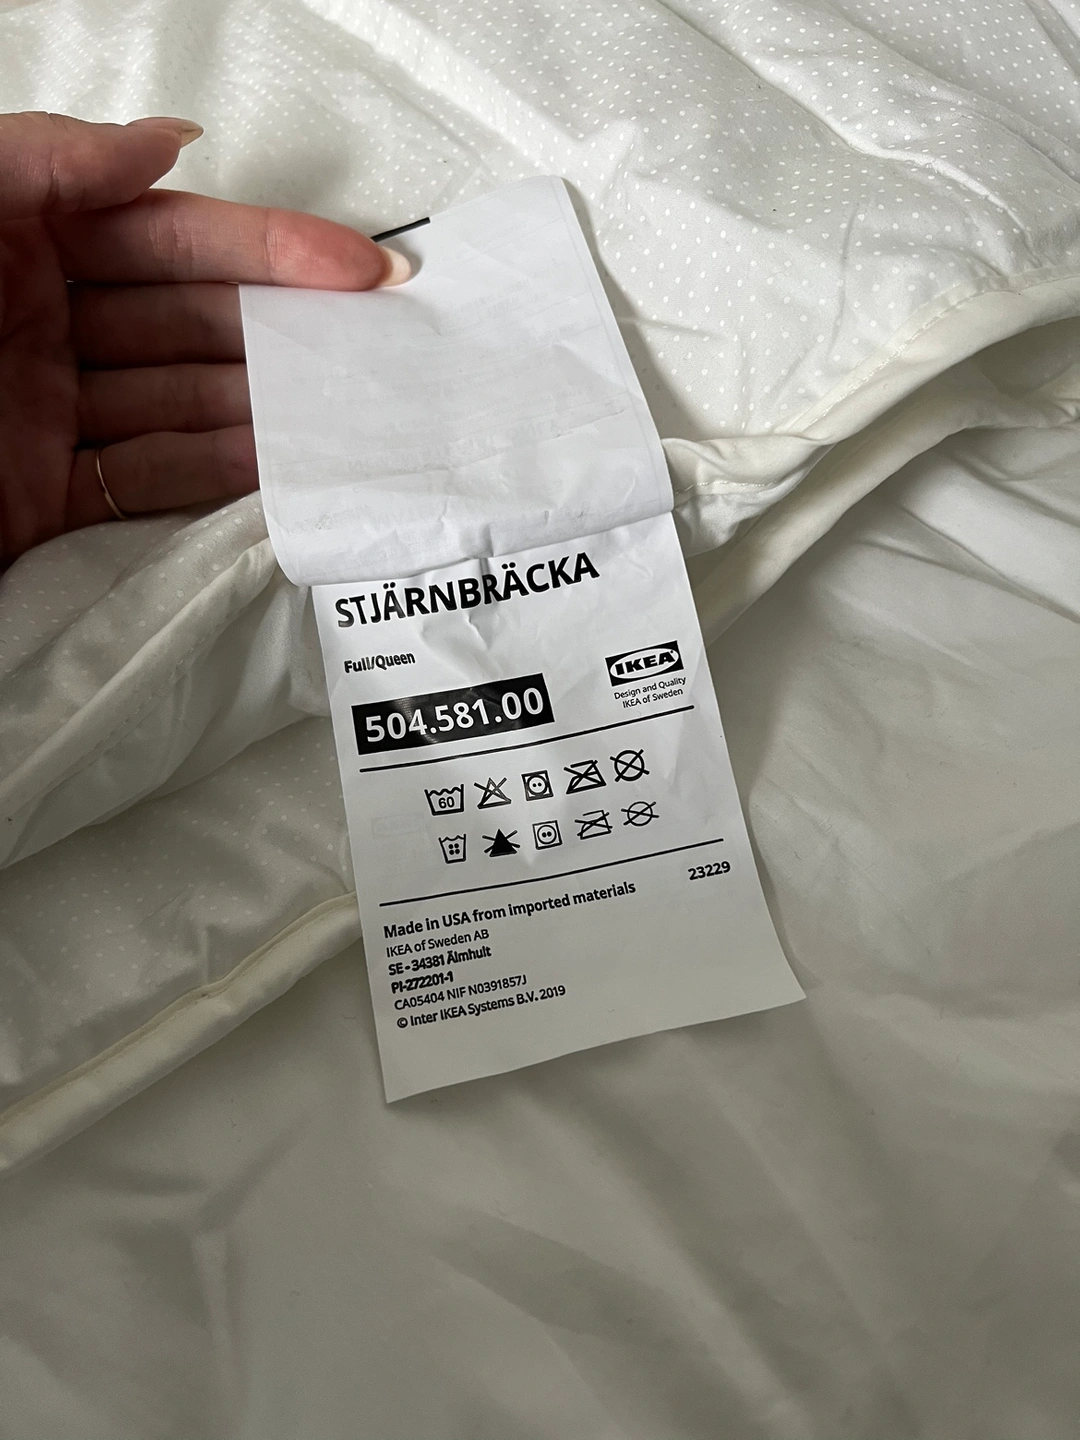 STJÄRNBRÄCKA
Full/Queen
504.581.00
IKEA
Design and Quality
IKEA of Sweden
60
23229
Made in USA from imported materials
IKEA of Sweden AB
SE - 34381 Älmhult
PI-272201-1
CA05404 NIF N0391857J
© Inter IKEA Systems B.V. 2019